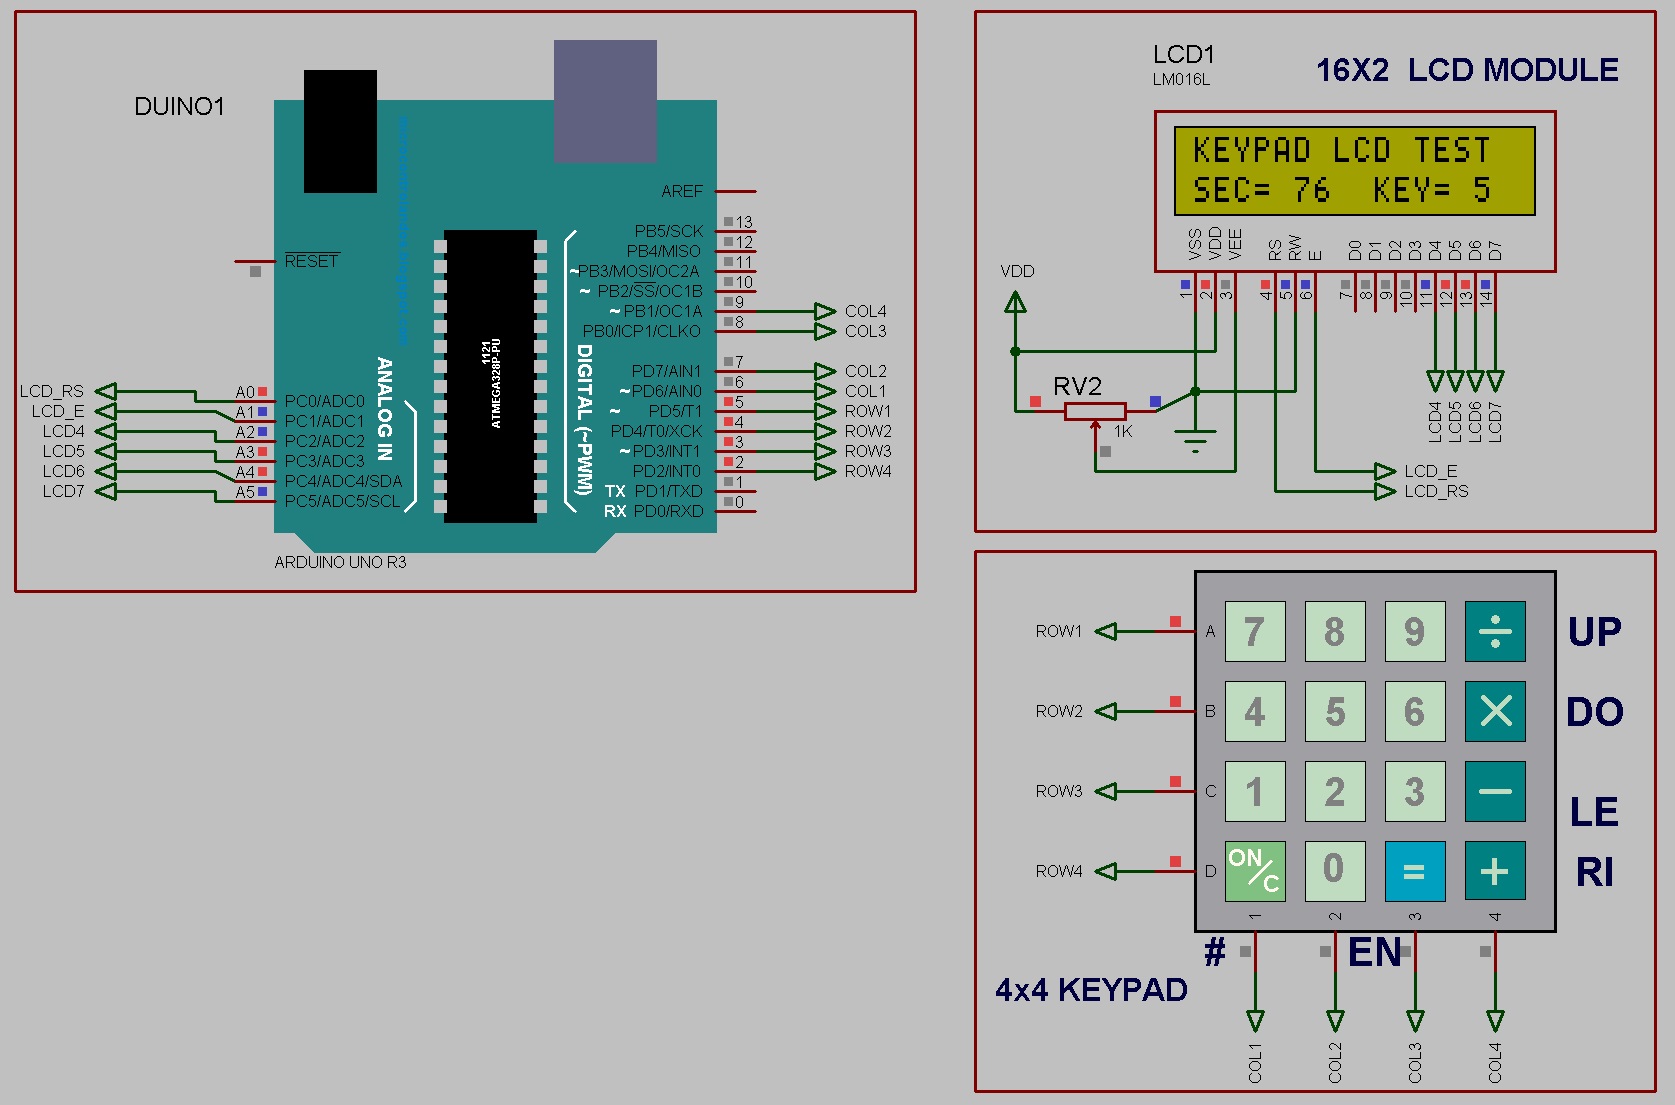 DUINO1
AREF
RESET
PB5/SCK
13
PB4/MISO
12
~PB3/MOSI/OC2A
11
~ PB2/SS/OC1B
10
~ PB1/OC1A
9
COL4
PB0/ICP1/CLKO
8
COL3
PD7/AIN1
7
COL2
~PD6/AIN0
6
COL1
~ PD5/T1
5
ROW1
PD4/T0/XCK
4
ROW2
~PD3/INT1
3
ROW3
PD2/INT0
2
ROW4
TX PD1/TXD
1
RX PD0/RXD
0
LCD_RS
A0
PC0/ADC0
LCD_E
A1
PC1/ADC1
LCD4
A2
PC2/ADC2
LCD5
A3
PC3/ADC3
LCD6
A4
PC4/ADC4/SDA
LCD7
A5
PC5/ADC5/SCL
ANALOG IN
1121
ATMEGA328P-PU
DIGITAL (~PWM)
ARDUINO UNO R3
LCD1
LM016L
16X2 LCD MODULE
KEYPAD LCD TEST
SEC= 76 KEY= 5
VSS
VDD
VEE
RS
RW
E
D0
D1
D2
D3
D4
D5
D6
D7
1
2
3
4
5
6
7
8
9
10
11
12
13
14
VDD
RV2
1K
LCD4
LCD5
LCD6
LCD7
LCD_E
LCD_RS
ROW1
A
7 8 9 ÷
UP
ROW2
B
4 5 6 ×
DO
ROW3
C
1 2 3 −
LE
ROW4
D
ON/C 0 = +
RI
1
2
3
4
#
EN
4x4 KEYPAD
COL1
COL2
COL3
COL4